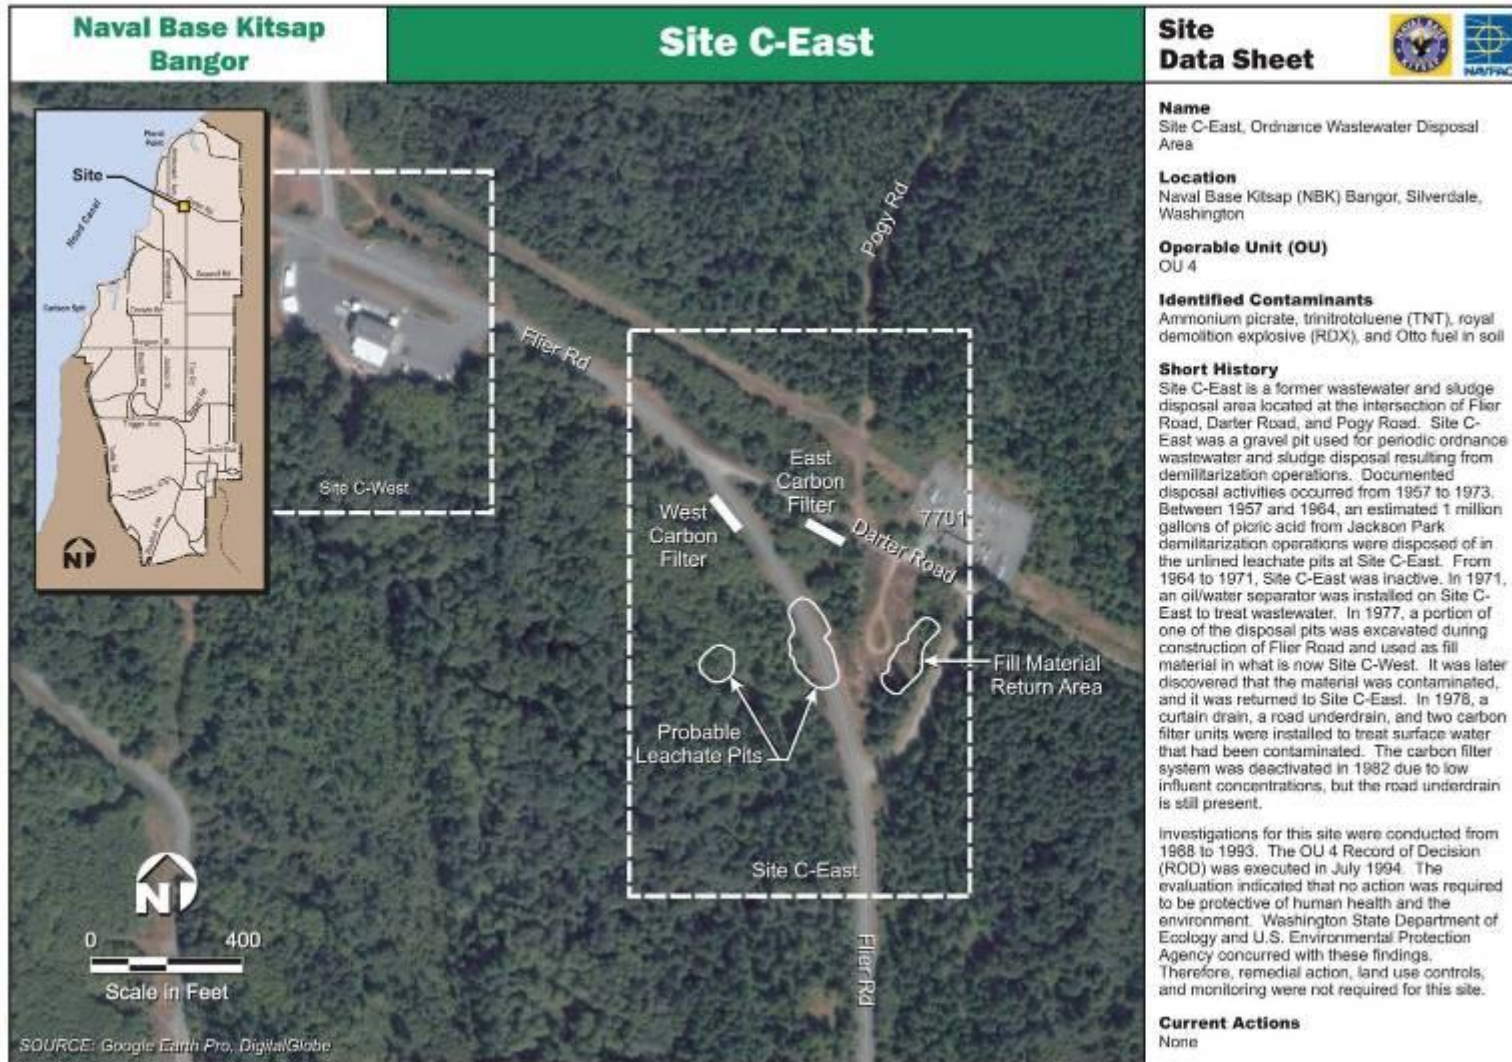 Naval Base Kitsap
Bangor
Site C-East
Site
Data Sheet
NAVAL BASE
KITSAP
NAVFAC
Site
Hood Canal
Site C-West
Flier Rd
Pogy Rd
East
Carbon
Filter
West
Carbon
Filter
7701
Darter Road
Fill Material
Return Area
Probable
Leachate Pits
Site C-East
Flier Rd
N
N
0 400
Scale in Feet
SOURCE: Google Earth Pro, DigitalGlobe
Name
Site C-East, Ordnance Wastewater Disposal
Area
Location
Naval Base Kitsap (NBK) Bangor, Silverdale,
Washington
Operable Unit (OU)
OU 4
Identified Contaminants
Ammonium picrate, trinitrotoluene (TNT), royal
demolition explosive (RDX), and Otto fuel in soil
Short History
Site C-East is a former wastewater and sludge
disposal area located at the intersection of Flier
Road, Darter Road, and Pogy Road. Site C-
East was a gravel pit used for periodic ordnance
wastewater and sludge disposal resulting from
demilitarization operations. Documented
disposal activities occurred from 1957 to 1973.
Between 1957 and 1964, an estimated 1 million
gallons of picric acid from Jackson Park
demilitarization operations were disposed of in
the unlined leachate pits at Site C-East. From
1964 to 1971, Site C-East was inactive. In 1971,
an oil/water separator was installed on Site C-
East to treat wastewater. In 1977, a portion of
one of the disposal pits was excavated during
construction of Flier Road and used as fill
material in what is now Site C-West. It was later
discovered that the material was contaminated,
and it was returned to Site C-East. In 1978, a
curtain drain, a road underdrain, and two carbon
filter units were installed to treat surface water
that had been contaminated. The carbon filter
system was deactivated in 1982 due to low
influent concentrations, but the road underdrain
is still present.
Investigations for this site were conducted from
1988 to 1993. The OU 4 Record of Decision
(ROD) was executed in July 1994. The
evaluation indicated that no action was required
to be protective of human health and the
environment. Washington State Department of
Ecology and U.S. Environmental Protection
Agency concurred with these findings.
Therefore, remedial action, land use controls,
and monitoring were not required for this site.
Current Actions
None